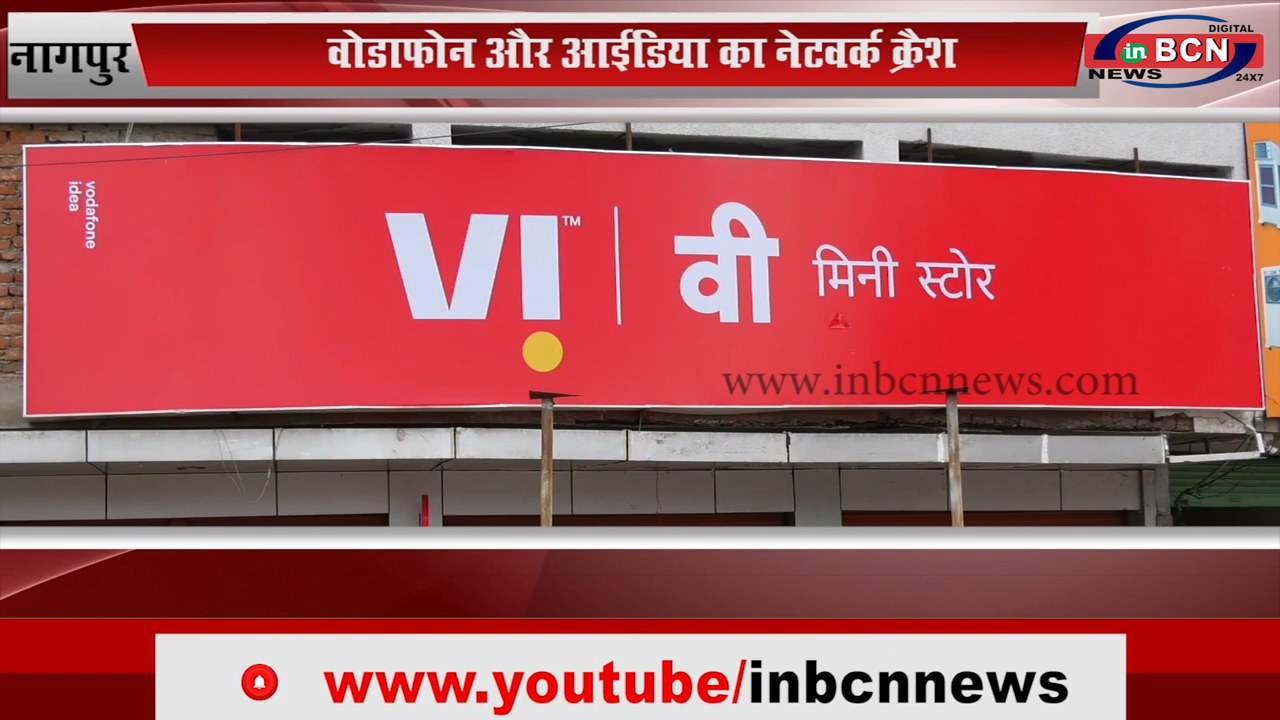 नागपुर
वोडाफोन और आईडिया का नेटवर्क क्रैश
DIGITAL
in BCN
NEWS
24X7
vodafone
idea
VI™ | वी मिनी स्टोर
www.inbcnnews.com
www.youtube/inbcnnews